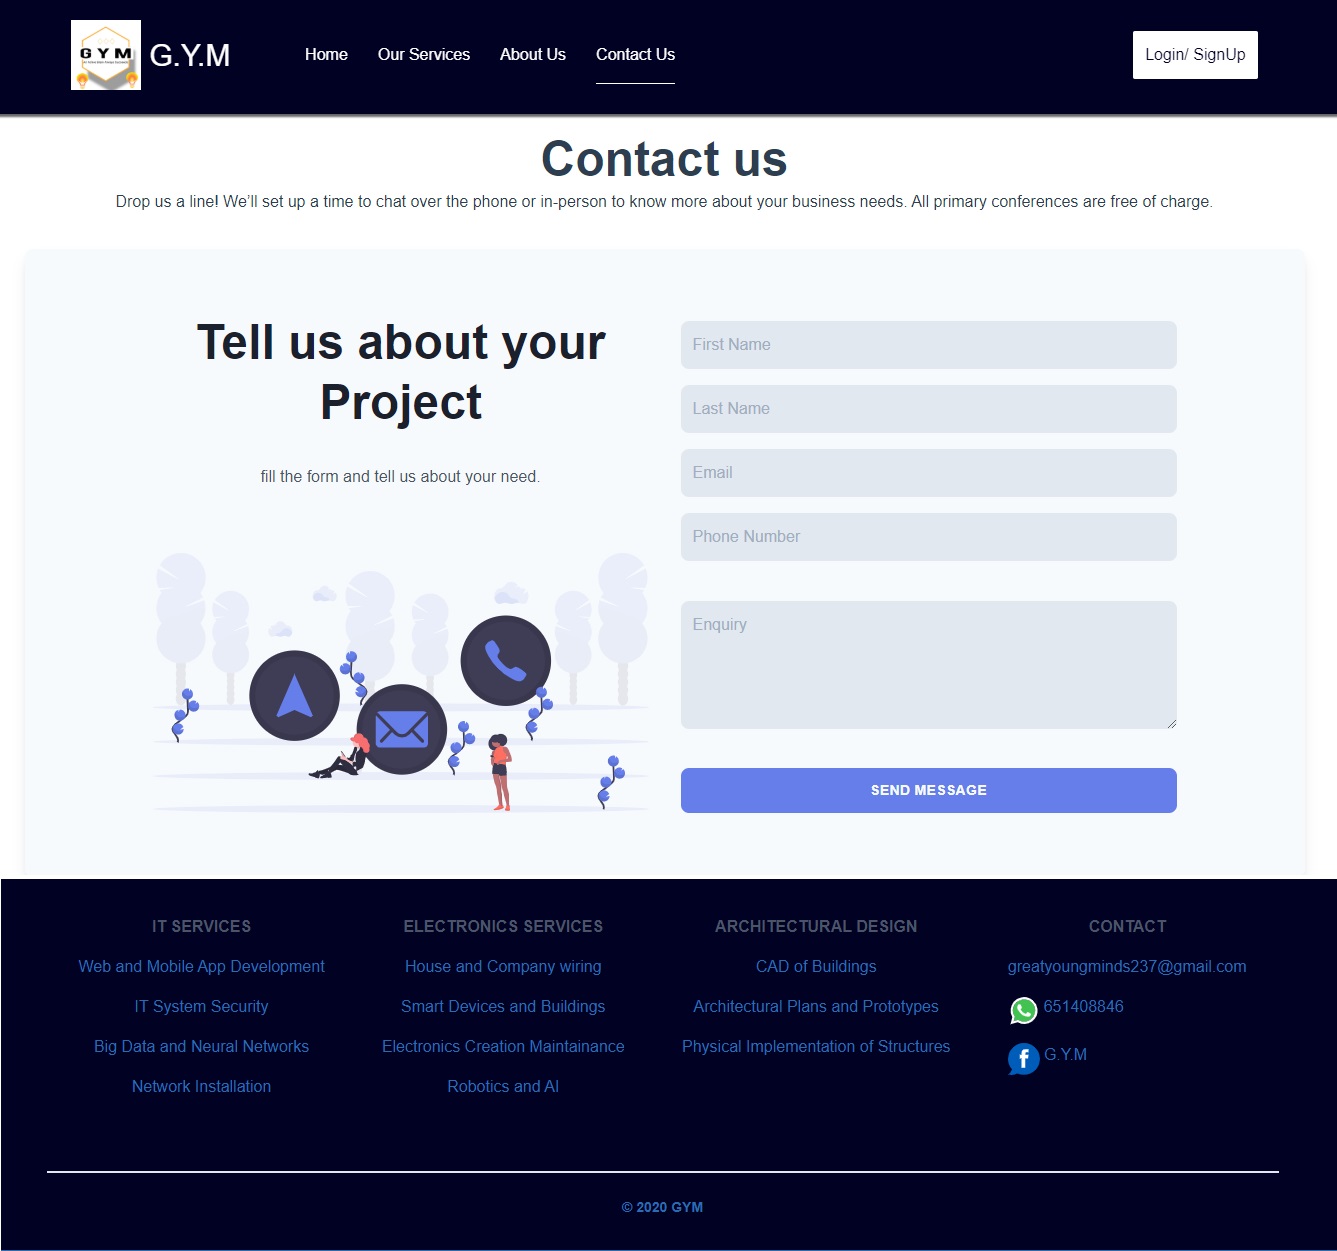 GYM
G.Y.M
Home
Our Services
About Us
Contact Us
Login/ SignUp
Contact us
Drop us a line! We’ll set up a time to chat over the phone or in-person to know more about your business needs. All primary conferences are free of charge.
Tell us about your
Project
fill the form and tell us about your need.
First Name
Last Name
Email
Phone Number
Enquiry
SEND MESSAGE
IT SERVICES
Web and Mobile App Development
IT System Security
Big Data and Neural Networks
Network Installation
ELECTRONICS SERVICES
House and Company wiring
Smart Devices and Buildings
Electronics Creation Maintainance
Robotics and AI
ARCHITECTURAL DESIGN
CAD of Buildings
Architectural Plans and Prototypes
Physical Implementation of Structures
CONTACT
greatyoungminds237@gmail.com
651408846
G.Y.M
© 2020 GYM